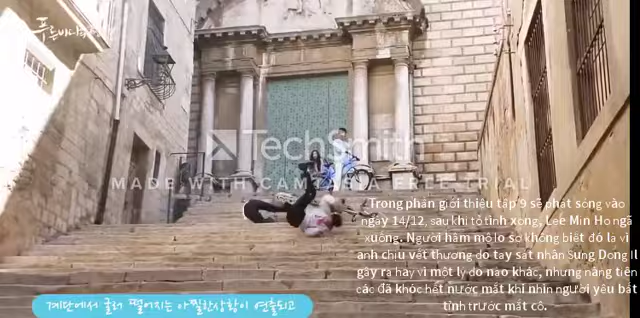 푸른바다의
TechSmith
MADE WITH CAMTASIA FREE TRIAL
Trong phần giới thiệu tập 9 sẽ phát sóng vào
ngày 14/12, sau khi tỏ tình xong, Lee Min Ho ngã
xuống. Người hâm mộ lo sợ không biết đó là vì
anh chịu vết thương do tay sát nhân Sung Dong Il
gây ra hay vì một lý do nào khác, nhưng nàng tiên
cá đã khóc hết nước mắt khi nhìn người yêu bất
tỉnh trước mắt cô.
계단에서 굴러 떨어지는 아찔한상황이 연출되고